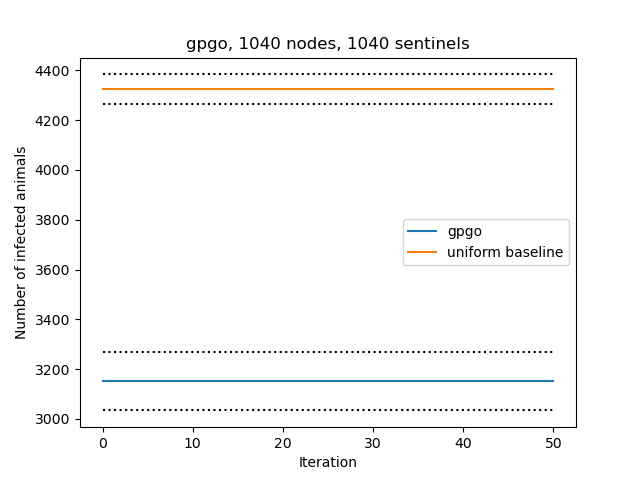 gpgo, 1040 nodes, 1040 sentinels
Number of infected animals
4400
4200
4000
3800
3600
3400
3200
3000
gpgo
uniform baseline
0 10 20 30 40 50
Iteration